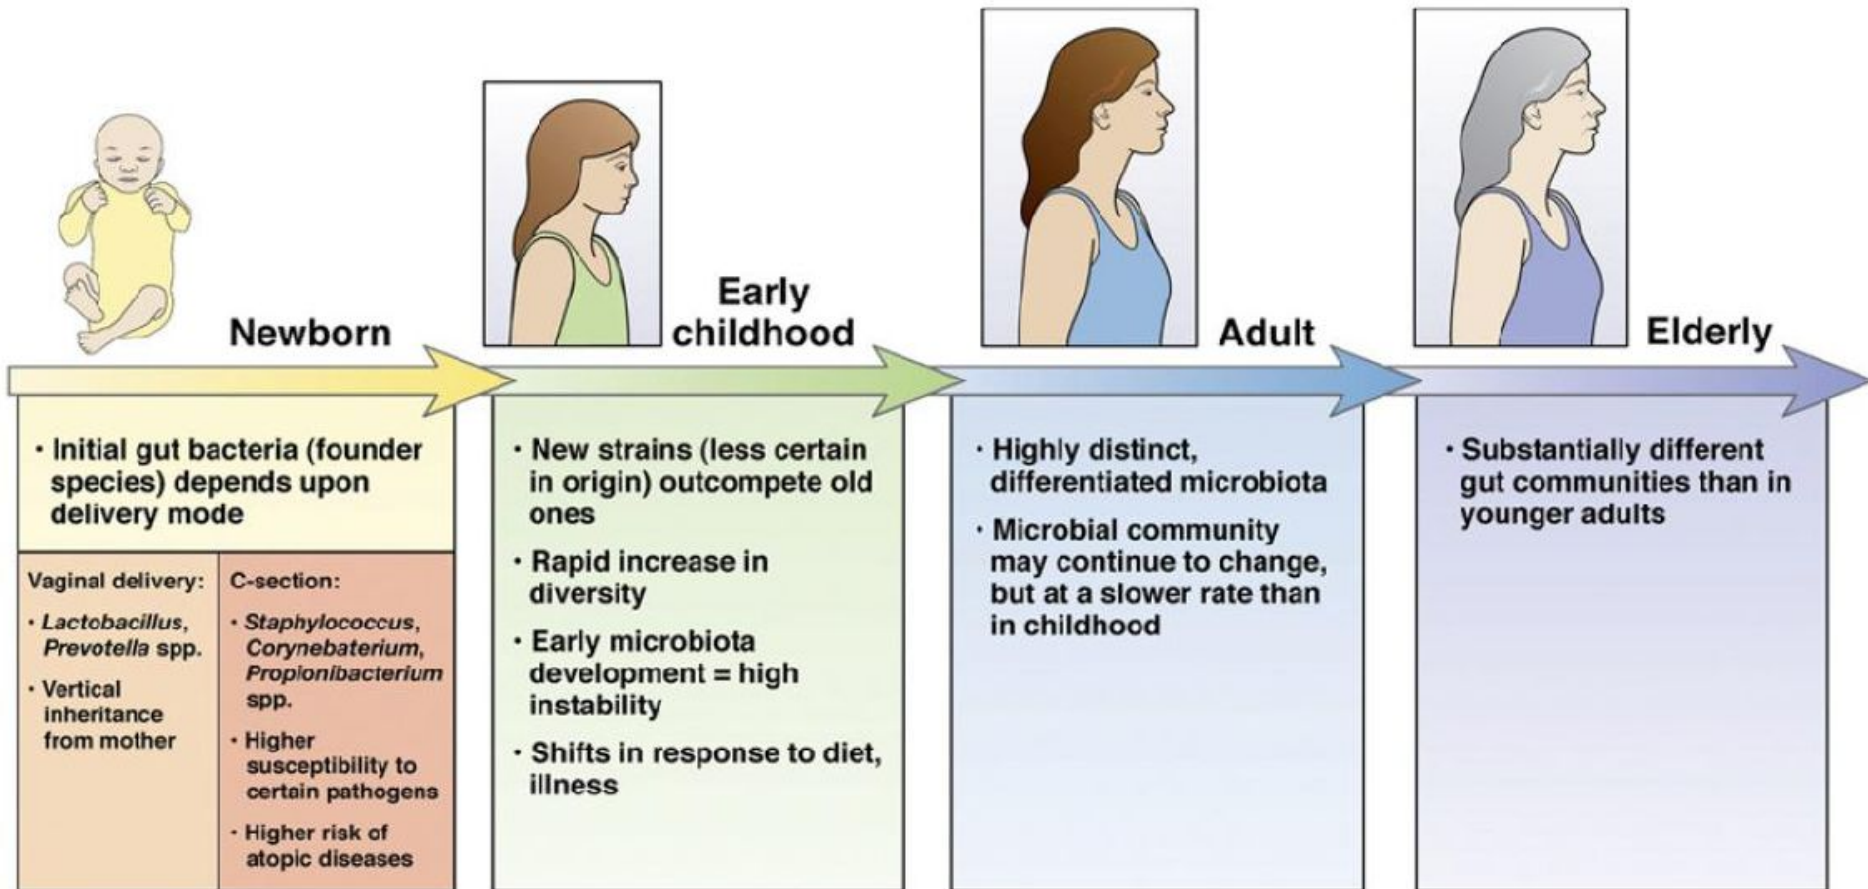 Newborn
Early
childhood
Adult
Elderly
· Initial gut bacteria (founder
species) depends upon
delivery mode
Vaginal delivery:
· Lactobacillus,
Prevotella spp.
· Vertical
inheritance
from mother
C-section:
· Staphylococcus,
Corynebaterium,
Propionibacterium
spp.
· Higher
susceptibility to
certain pathogens
· Higher risk of
atopic diseases
· New strains (less certain
in origin) outcompete old
ones
· Rapid increase in
diversity
· Early microbiota
development = high
instability
· Shifts in response to diet,
illness
· Highly distinct,
differentiated microbiota
· Microbial community
may continue to change,
but at a slower rate than
in childhood
· Substantially different
gut communities than in
younger adults